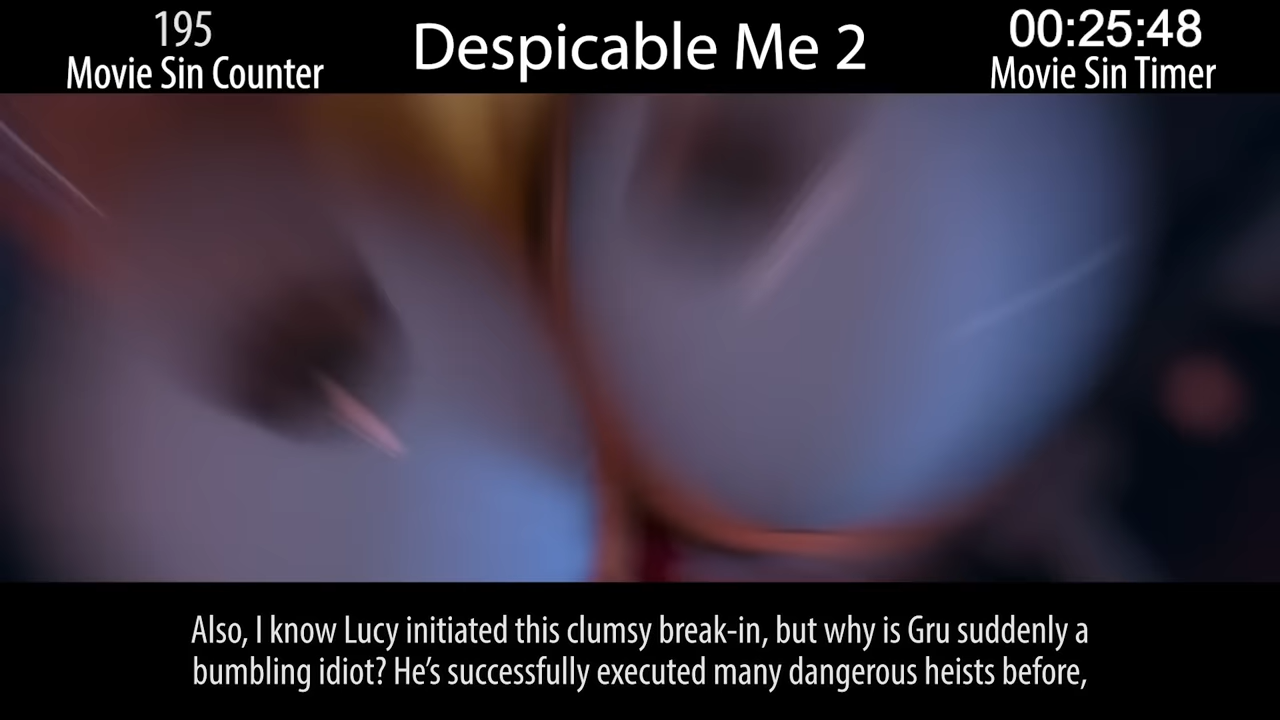 195
Movie Sin Counter
Despicable Me 2
00:25:48
Movie Sin Timer
Also, I know Lucy initiated this clumsy break-in, but why is Gru suddenly a
bumbling idiot? He’s successfully executed many dangerous heists before,